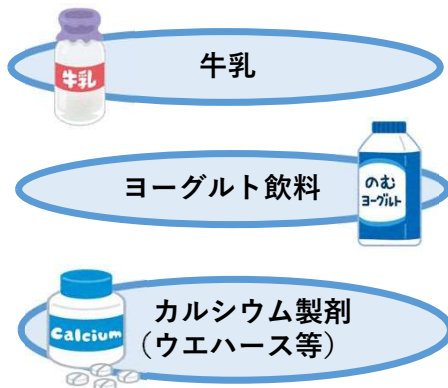 牛乳
牛乳
ヨーグルト飲料
のむ
ヨーグルト
Calcium
カルシウム製剤
（ウエハース等）